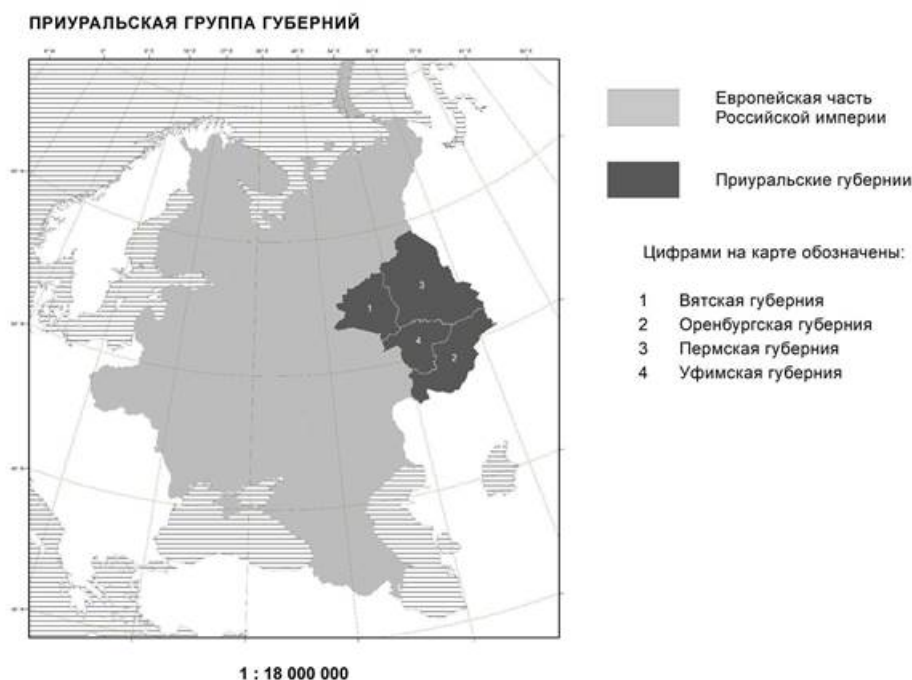 ПРИУРАЛЬСКАЯ ГРУППА ГУБЕРНИЙ
Европейская часть
Российской империи
Приуральские губернии
Цифрами на карте обозначены:
1 Вятская губерния
2 Оренбургская губерния
3 Пермская губерния
4 Уфимская губерния
3
1
4
2
1 : 18 000 000